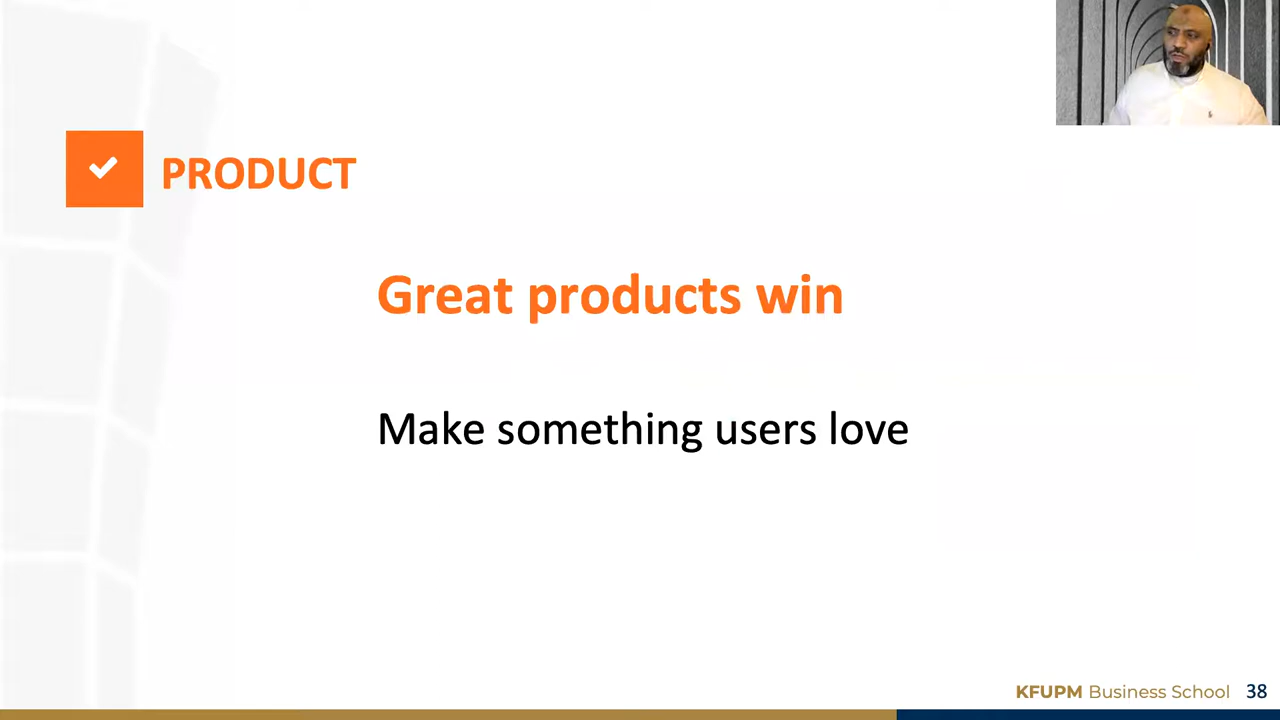 PRODUCT
Great products win
Make something users love
KFUPM Business School 38